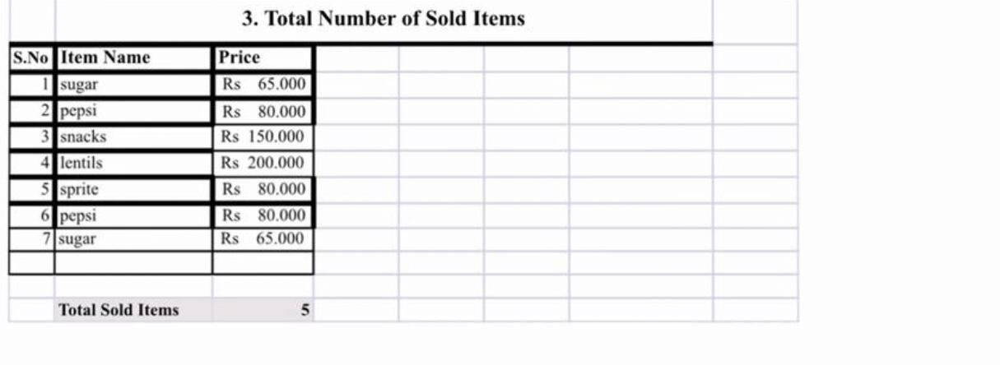 3. Total Number of Sold Items
S.No Item Name Price
1 sugar Rs 65.000
2 pepsi Rs 80.000
3 snacks Rs 150.000
4 lentils Rs 200.000
5 sprite Rs 80.000
6 pepsi Rs 80.000
7 sugar Rs 65.000
Total Sold Items 5